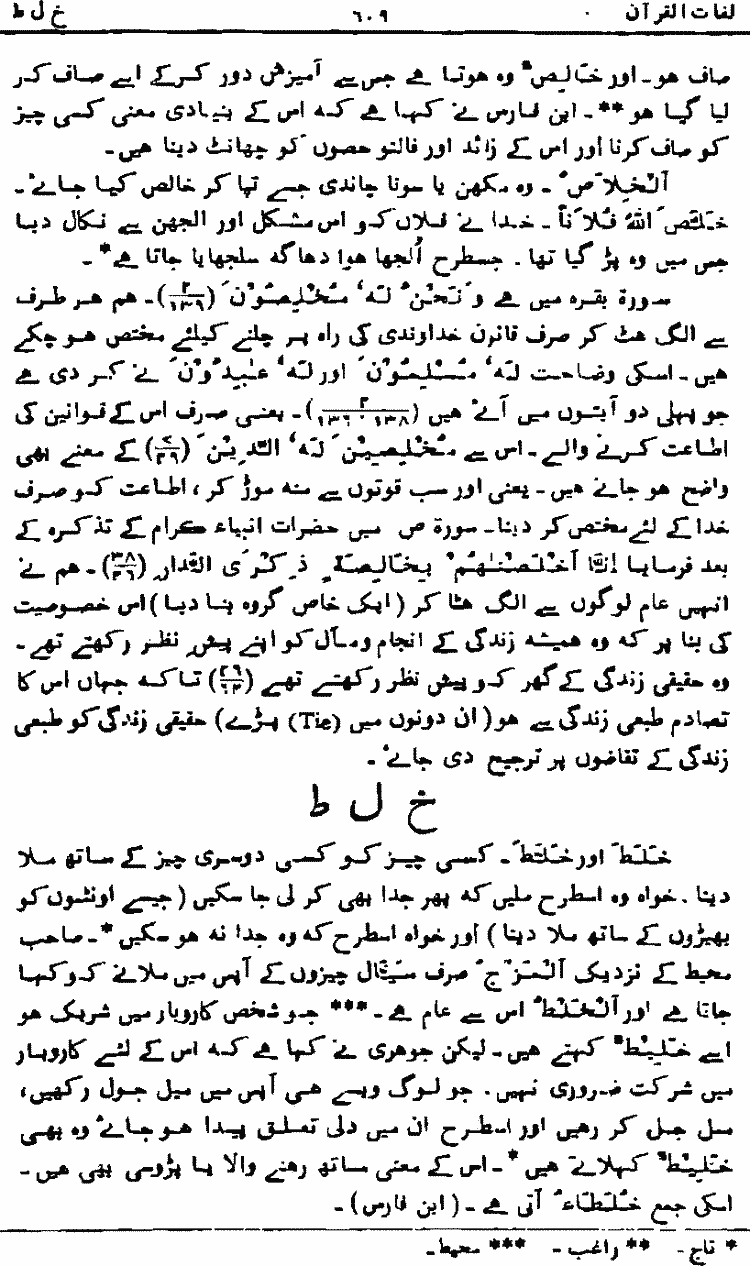 لغات القرآن ٦٠٩ خ ل ط
صاف هو۔ اور خَالِصٌ وہ ہوتا ہے جس سے آمیزش دور کرکے اسے صاف کر
لیا گیا ہو **۔ ابن فارس نے کہا ہے کہ اس کے بنیادی معنی کسی چیز
کو صاف کرنا اور اس کے زائد اور فالتو حصوں کو چھانٹ دینا ہیں۔
اَلْخِلَاصُ ۔ وہ مکھن یا سونا چاندی جسے تپا کر خالص کیا جائے۔
خَلَّصَ اللہُ فُلَاناً ۔ خدا نے فلاں کو اس مشکل اور الجھن سے نکال دیا
جس میں وہ پڑ گیا تھا ۔ جسطرح اُلجھا ہوا دھاگہ سلجھایا جاتا ہے * ۔
سورۃ بقرہ میں ہے وَ نَحْنُ لَہٗ مُخْلِصُوْنَ (۲/۱۳۹)۔ ہم ہر طرف
سے الگ ہٹ کر صرف قانون خداوندی کی راہ پر چلنے کیلئے مختص ہو چکے
ہیں۔ اسکی وضاحت لَہٗ مُسْلِمُوْنَ اور لَہٗ عٰبِدُوْنَ نے کر دی ہے
جو پہلی دو آیتوں میں آئے ہیں (۲/۱۳۶۰۱۳۸)۔ یعنی صرف اس کے قوانین کی
اطاعت کرنے والے۔ اس سے مُخْلِصِیْنَ لَہٗ الدِّیْنَ (۷/۲۹) کے معنے بھی
واضح ہو جاتے ہیں۔ یعنی اور سب قوتوں سے منہ موڑ کر، اطاعت کو صرف
خدا کے لئے مختص کر دینا۔ سورۃ ص میں حضرات انبیاء کرام کے تذکرہ کے
بعد فرمایا اِنَّا اَخْلَصْنٰہُمْ بِخَالِصَۃٍ ذِکْرَی الدَّارِ (۳۸/۴۶)۔ ہم نے
انہیں عام لوگوں سے الگ ہٹا کر (ایک خاص گروہ بنا دیا) اس خصوصیت
کی بنا پر کہ وہ ہمیشہ زندگی کے انجام و مآل کو اپنے پیش نظر رکھتے تھے۔
وہ حقیقی زندگی کے گھر کو پیش نظر رکھتے تھے (۲۹/۶۴) تاکہ جہاں اس کا
تصادم طبعی زندگی سے ہو (ان دونوں میں (Tie) پڑے) حقیقی زندگی کو طبعی
زندگی کے تقاضوں پر ترجیح دی جائے ۔
خ ل ط
خَلَطَ اور خَلَّطَ ۔ کسی چیز کو کسی دوسری چیز کے ساتھ ملا
دینا ۔ خواہ وہ اسطرح ملیں کہ پھر جدا بھی کر لی جا سکیں (جیسے اونٹوں کو
بھیڑوں کے ساتھ ملا دینا) اور خواہ اسطرح کہ وہ جدا نہ ہو سکیں *۔ صاحب
محیط کے نزدیک اَلْمَزْجُ صرف سیّال چیزوں کے آپس میں ملانے کو کہا
جاتا ہے اور اَلْخَلْطُ اس سے عام ہے۔ *** جو شخص کاروبار میں شریک ہو
اسے خَلِیْطٌ کہتے ہیں۔ لیکن جوہری نے کہا ہے کہ اس کے لئے کاروبار
میں شرکت ضروری نہیں ۔ جو لوگ ویسے ہی آپس میں میل جول رکھیں،
مل جل کر رہیں اور اسطرح ان میں دلی تعلق پیدا ہو جائے وہ بھی
خَلِیْطٌ کہلاتے ہیں *۔ اس کے معنی ساتھ رہنے والا یا پڑوسی بھی ہیں۔
اسکی جمع خُلَطَاءُ آتی ہے ۔ (ابن فارس)۔
* تاج۔ ** راغب۔ *** محیط۔